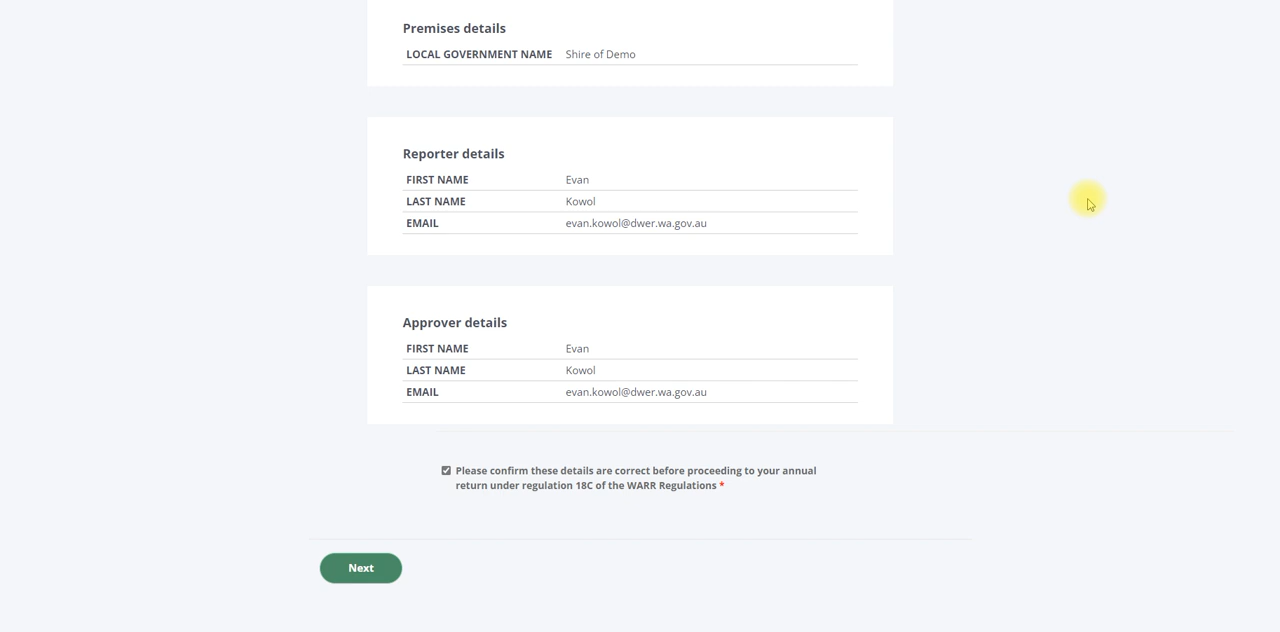 Premises details
LOCAL GOVERNMENT NAME Shire of Demo
Reporter details
FIRST NAME Evan
LAST NAME Kowol
EMAIL evan.kowol@dwer.wa.gov.au
Approver details
FIRST NAME Evan
LAST NAME Kowol
EMAIL evan.kowol@dwer.wa.gov.au
Please confirm these details are correct before proceeding to your annual
return under regulation 18C of the WARR Regulations *
Next